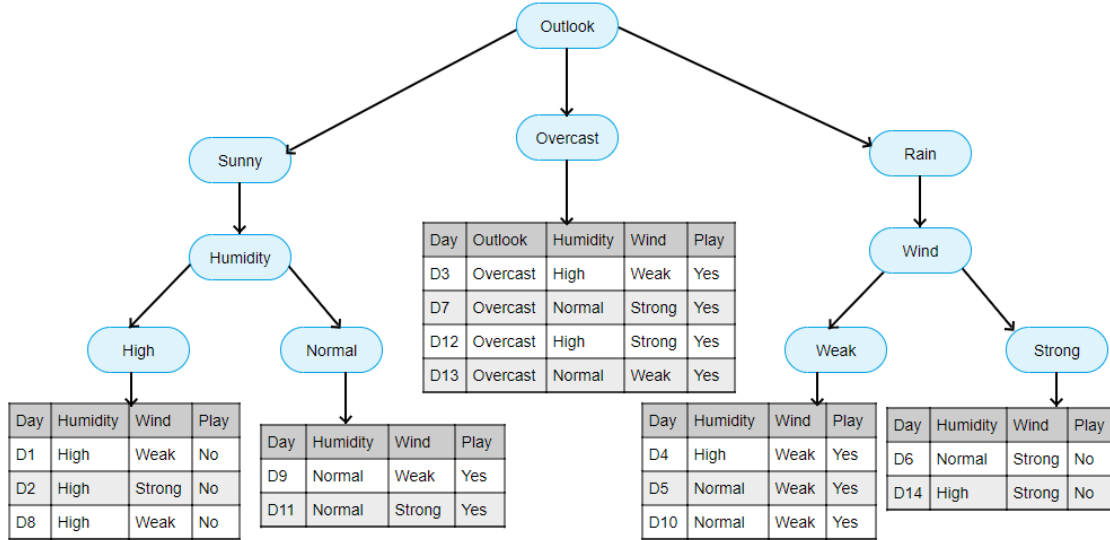 Outlook
Sunny
Overcast
Rain
Humidity
Wind
High
Normal
Weak
Strong
Day Outlook Humidity Wind Play
D3 Overcast High Weak Yes
D7 Overcast Normal Strong Yes
D12 Overcast High Strong Yes
D13 Overcast Normal Weak Yes
Day Humidity Wind Play
D1 High Weak No
D2 High Strong No
D8 High Weak No
Day Humidity Wind Play
D9 Normal Weak Yes
D11 Normal Strong Yes
Day Humidity Wind Play
D4 High Weak Yes
D5 Normal Weak Yes
D10 Normal Weak Yes
Day Humidity Wind Play
D6 Normal Strong No
D14 High Strong No